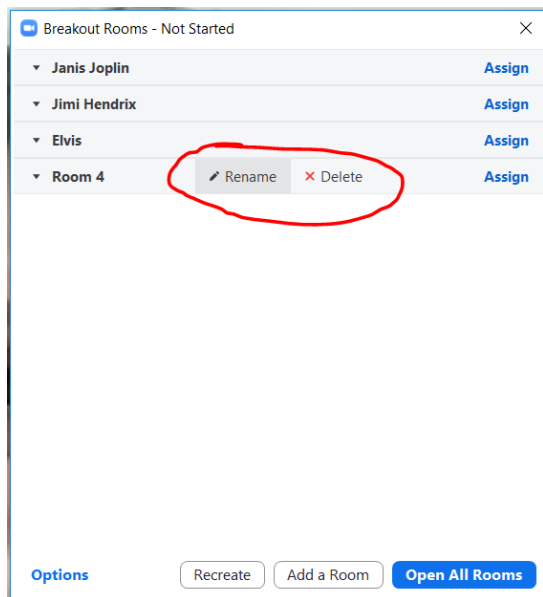 Breakout Rooms - Not Started
Janis Joplin Assign
Jimi Hendrix Assign
Elvis Assign
Room 4 Rename Delete Assign
Options Recreate Add a Room Open All Rooms